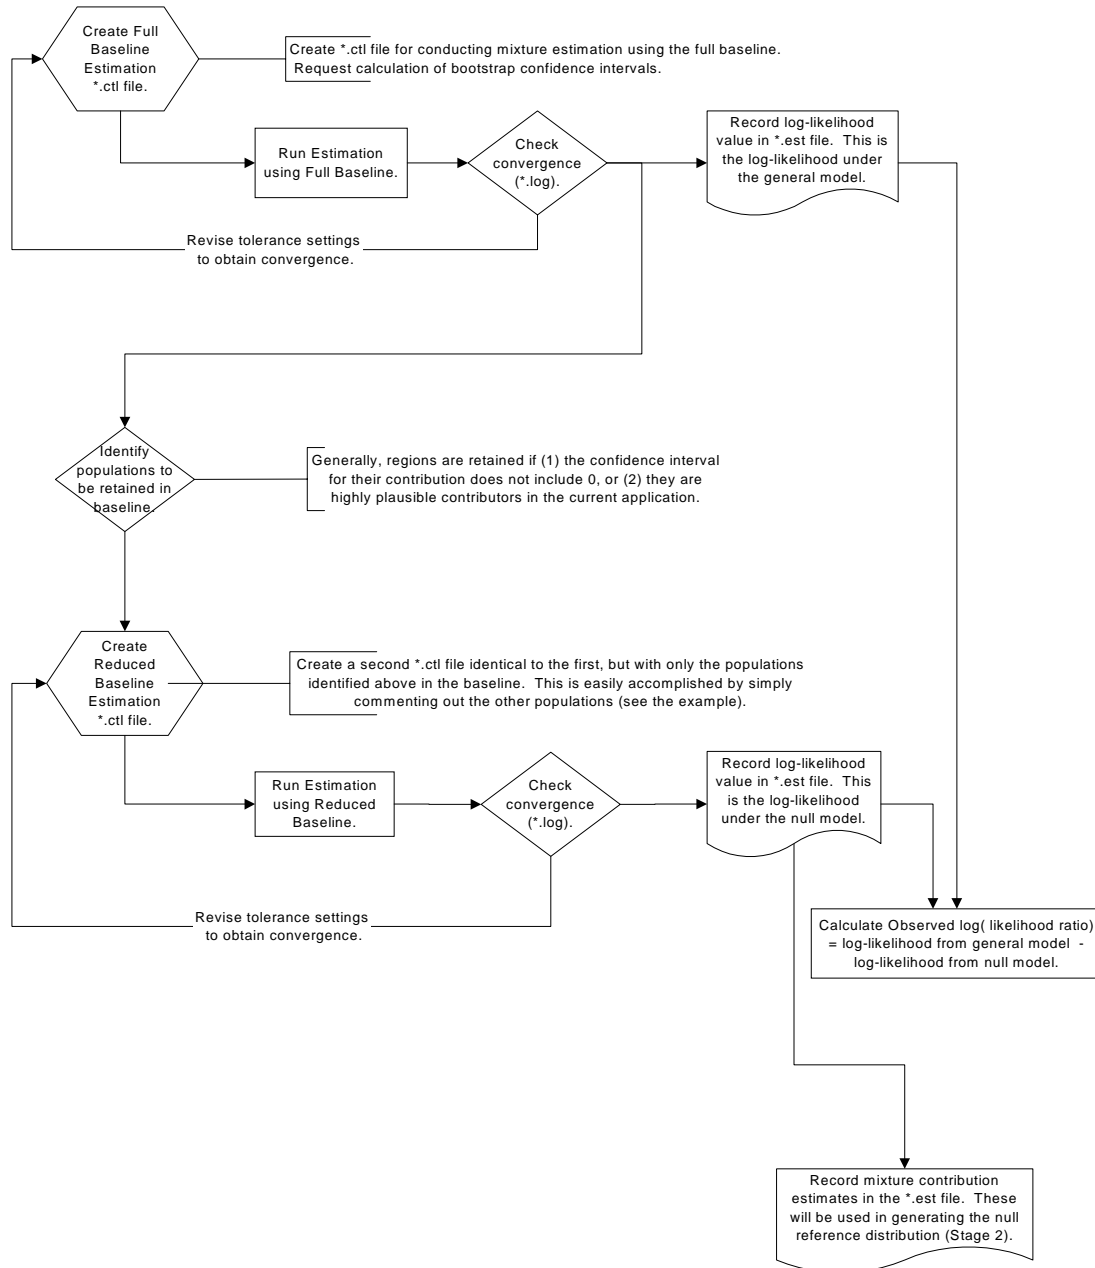 Create Full
Baseline
Estimation
*.ctl file.
Create *.ctl file for conducting mixture estimation using the full baseline.
Request calculation of bootstrap confidence intervals.
Run Estimation
using Full Baseline.
Check
convergence
(*.log).
Record log-likelihood
value in *.est file. This is
the log-likelihood under
the general model.
Revise tolerance settings
to obtain convergence.
Identify
populations to
be retained in
baseline.
Generally, regions are retained if (1) the confidence interval
for their contribution does not include 0, or (2) they are
highly plausible contributors in the current application.
Create
Reduced
Baseline
Estimation
*.ctl file.
Create a second *.ctl file identical to the first, but with only the populations
identified above in the baseline. This is easily accomplished by simply
commenting out the other populations (see the example).
Run Estimation
using Reduced
Baseline.
Check
convergence
(*.log).
Record log-likelihood
value in *.est file. This
is the log-likelihood
under the null model.
Revise tolerance settings
to obtain convergence.
Calculate Observed log( likelihood ratio)
= log-likelihood from general model -
log-likelihood from null model.
Record mixture contribution
estimates in the *.est file. These
will be used in generating the null
reference distribution (Stage 2).